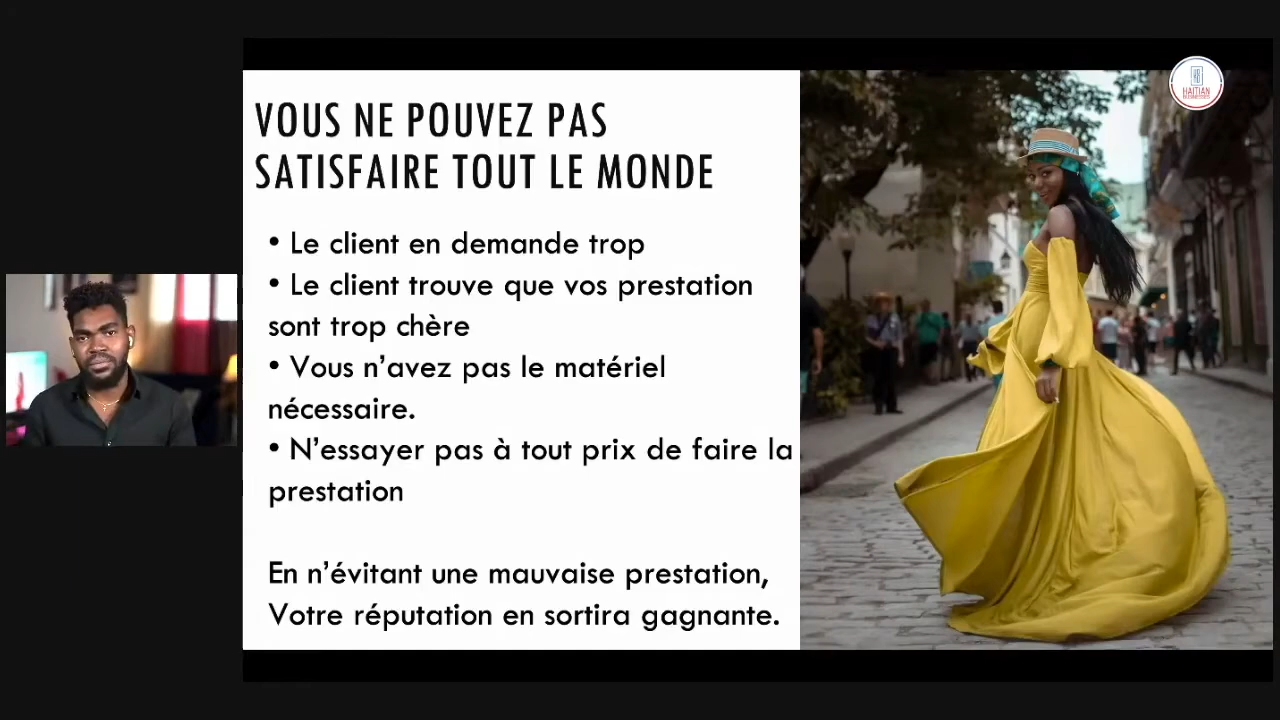 VOUS NE POUVEZ PAS
SATISFAIRE TOUT LE MONDE
• Le client en demande trop
• Le client trouve que vos prestation
sont trop chère
• Vous n’avez pas le matériel
nécessaire.
• N’essayer pas à tout prix de faire la
prestation
En n’évitant une mauvaise prestation,
Votre réputation en sortira gagnante.
HAITIAN